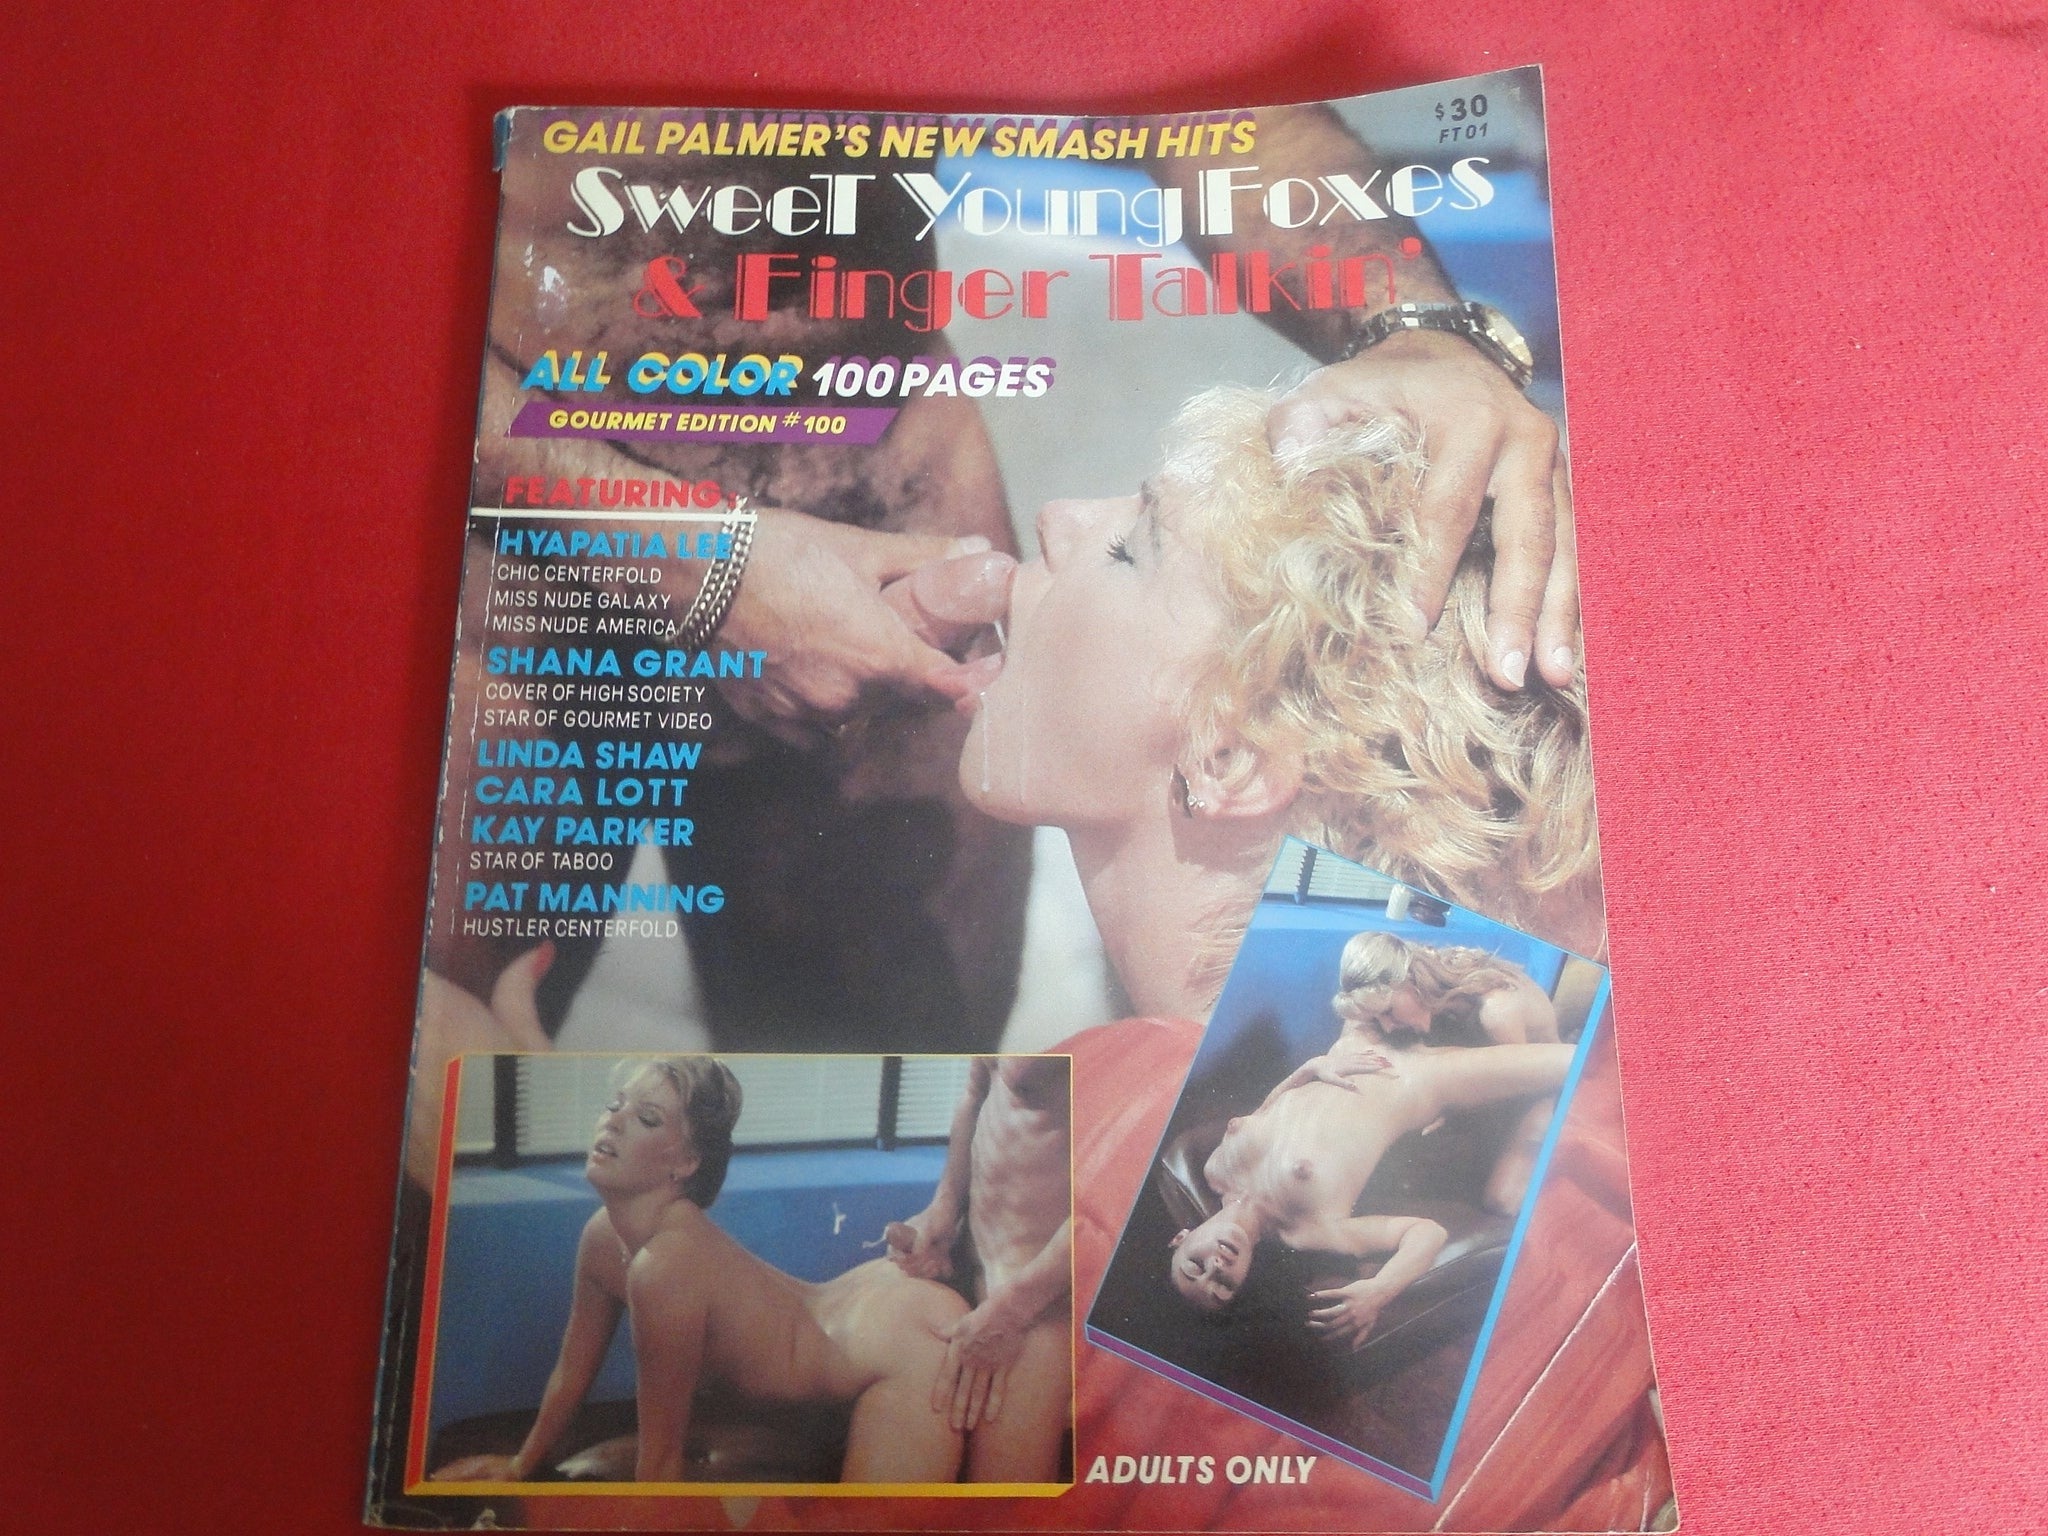 GAIL PALMER'S NEW SMASH HITS
$30
FT01
SWEET YOUNG FOXES
& FINGER TALKIN'
ALL COLOR 100 PAGES
GOURMET EDITION #100
FEATURING:
HYAPATIA LEE
CHIC CENTERFOLD
MISS NUDE GALAXY
MISS NUDE AMERICA
SHANA GRANT
COVER OF HIGH SOCIETY
STAR OF GOURMET VIDEO
LINDA SHAW
CARA LOTT
KAY PARKER
STAR OF TABOO
PAT MANNING
HUSTLER CENTERFOLD
ADULTS ONLY